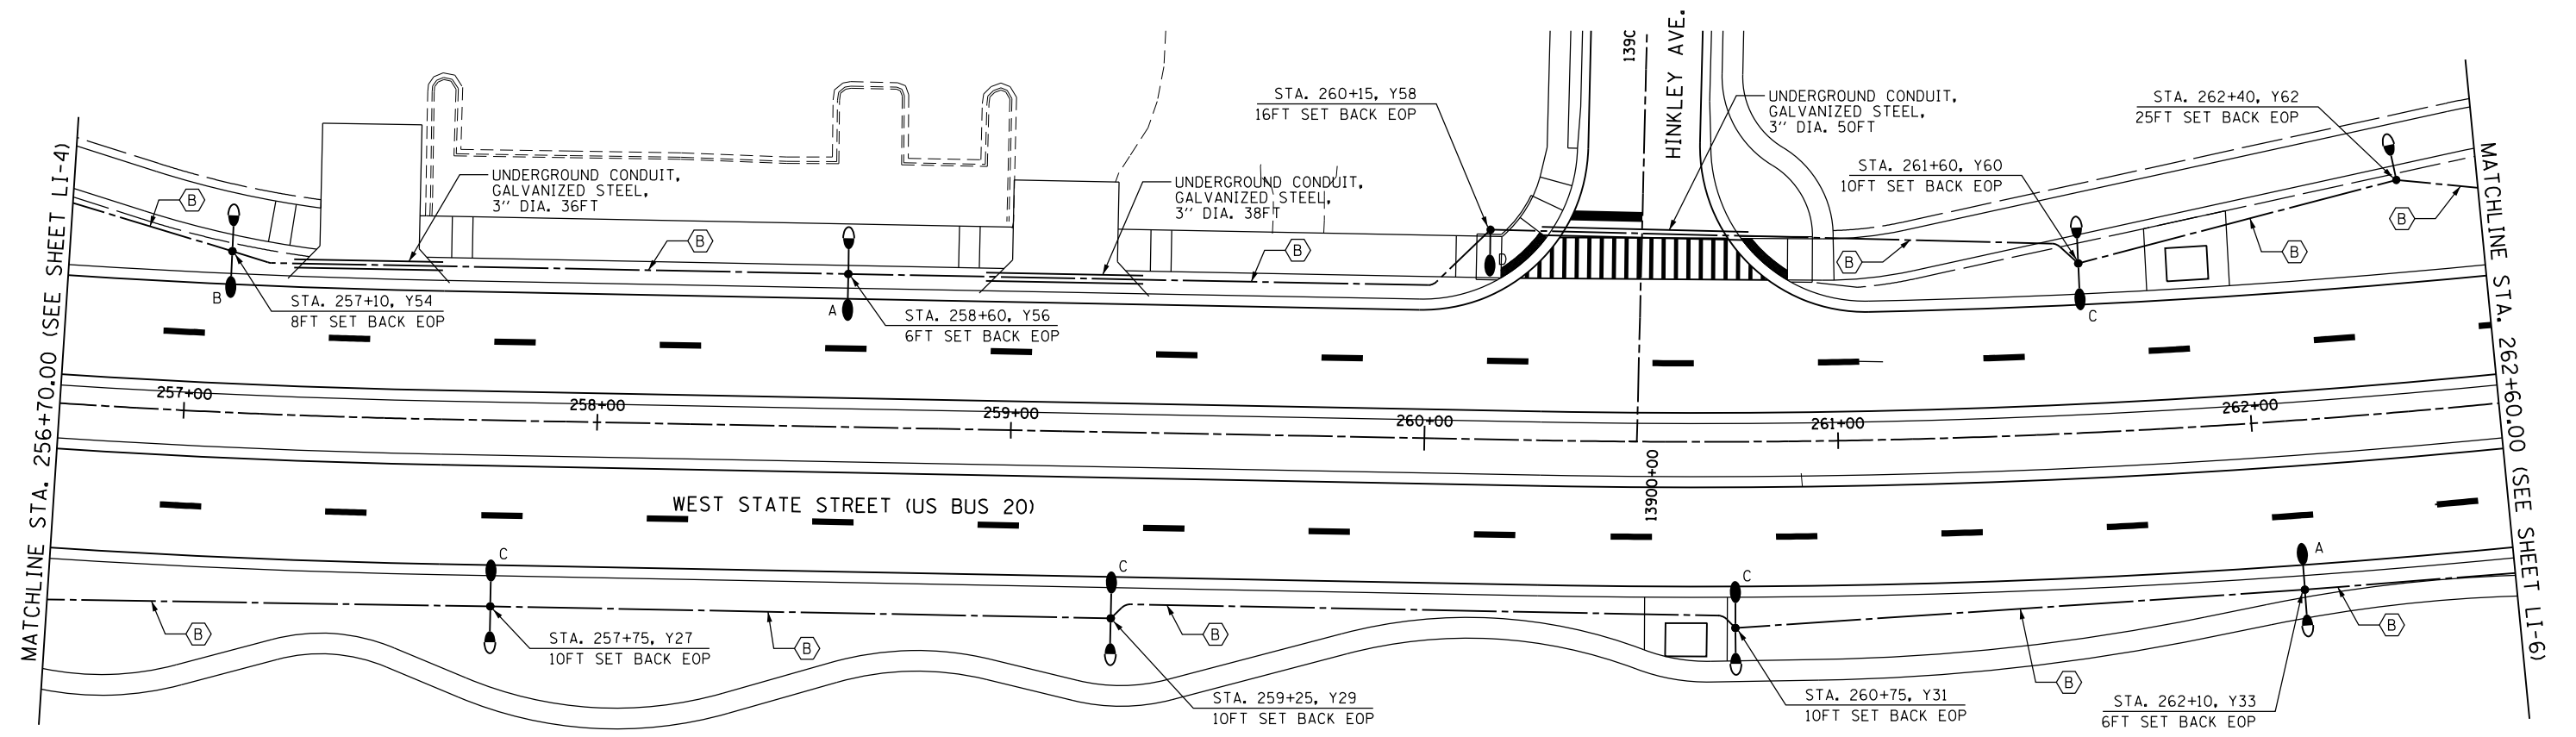 MATCHLINE STA. 256+70.00 (SEE SHEET LI-4)
B
STA. 257+10, Y54
8FT SET BACK EOP
B
UNDERGROUND CONDUIT,
GALVANIZED STEEL,
3'' DIA. 36FT
B
A
STA. 258+60, Y56
6FT SET BACK EOP
UNDERGROUND CONDUIT,
GALVANIZED STEEL,
3'' DIA. 38FT
B
STA. 260+15, Y58
16FT SET BACK EOP
D
139C
HINKLEY AVE.
UNDERGROUND CONDUIT,
GALVANIZED STEEL,
3'' DIA. 50FT
STA. 261+60, Y60
10FT SET BACK EOP
B
C
STA. 262+40, Y62
25FT SET BACK EOP
B
B
MATCHLINE STA. 262+60.00 (SEE SHEET LI-6)
257+00
258+00
259+00
260+00
261+00
262+00
13900+00
WEST STATE STREET (US BUS 20)
B
C
STA. 257+75, Y27
10FT SET BACK EOP
B
C
STA. 259+25, Y29
10FT SET BACK EOP
B
C
STA. 260+75, Y31
10FT SET BACK EOP
B
A
STA. 262+10, Y33
6FT SET BACK EOP
B